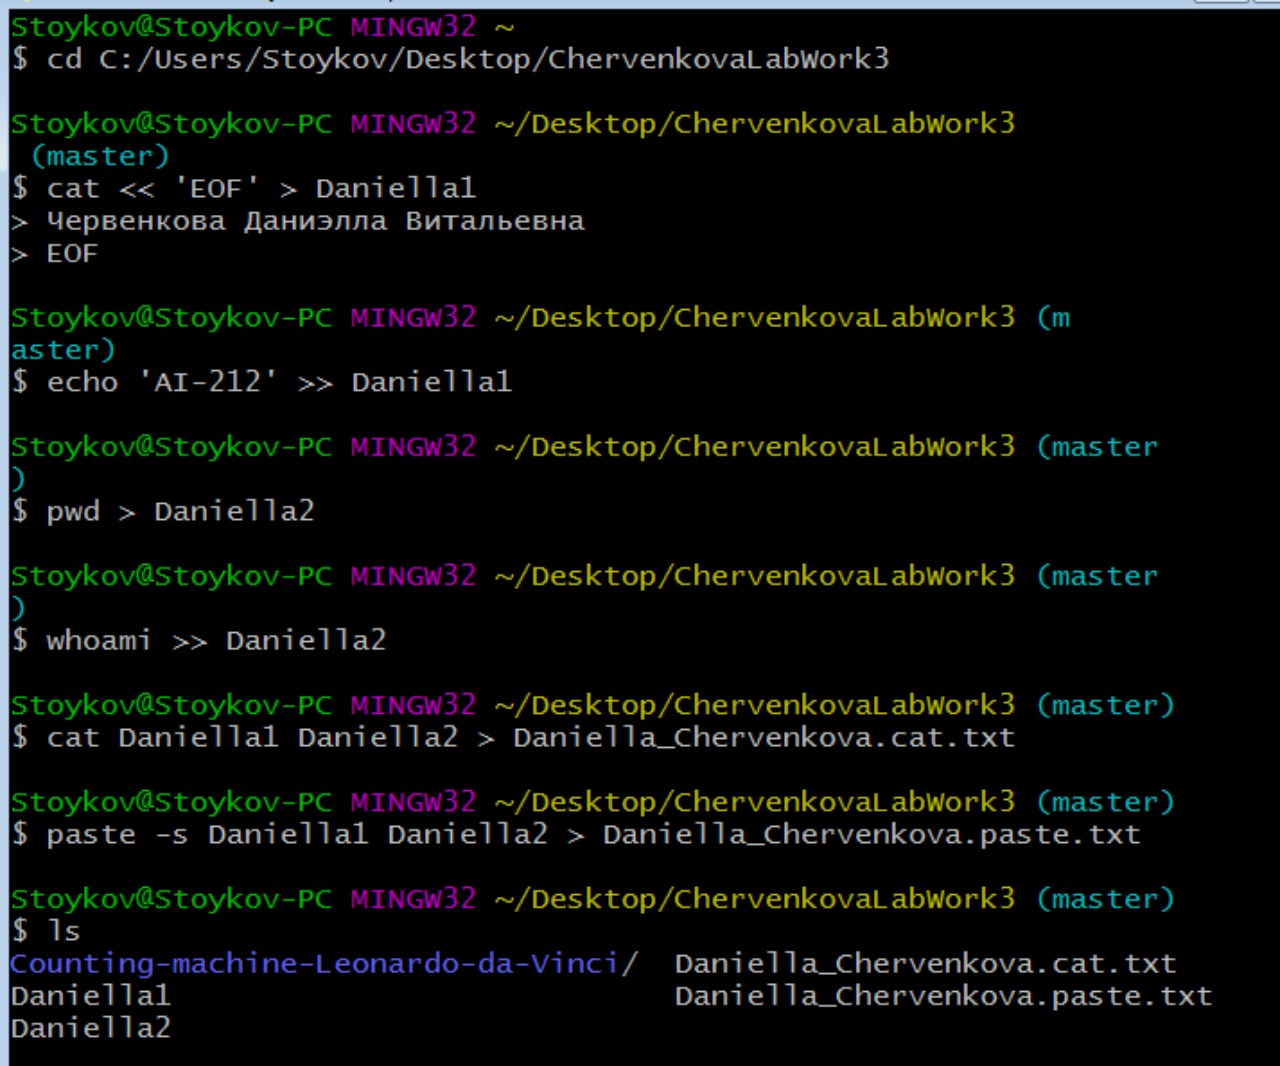 Stoykov@Stoykov-PC MINGW32 ~
$ cd C:/Users/Stoykov/Desktop/ChervenkovaLabWork3
Stoykov@Stoykov-PC MINGW32 ~/Desktop/ChervenkovaLabWork3
(master)
$ cat << 'EOF' > Daniella1
> Червенкова Даниэлла Витальевна
> EOF
Stoykov@Stoykov-PC MINGW32 ~/Desktop/ChervenkovaLabWork3 (m
aster)
$ echo 'AI-212' >> Daniella1
Stoykov@Stoykov-PC MINGW32 ~/Desktop/ChervenkovaLabWork3 (master
)
$ pwd > Daniella2
Stoykov@Stoykov-PC MINGW32 ~/Desktop/ChervenkovaLabWork3 (master
)
$ whoami >> Daniella2
Stoykov@Stoykov-PC MINGW32 ~/Desktop/ChervenkovaLabWork3 (master)
$ cat Daniella1 Daniella2 > Daniella_Chervenkova.cat.txt
Stoykov@Stoykov-PC MINGW32 ~/Desktop/ChervenkovaLabWork3 (master)
$ paste -s Daniella1 Daniella2 > Daniella_Chervenkova.paste.txt
Stoykov@Stoykov-PC MINGW32 ~/Desktop/ChervenkovaLabWork3 (master)
$ ls
Counting-machine-Leonardo-da-Vinci/  Daniella_Chervenkova.cat.txt
Daniella1                            Daniella_Chervenkova.paste.txt
Daniella2